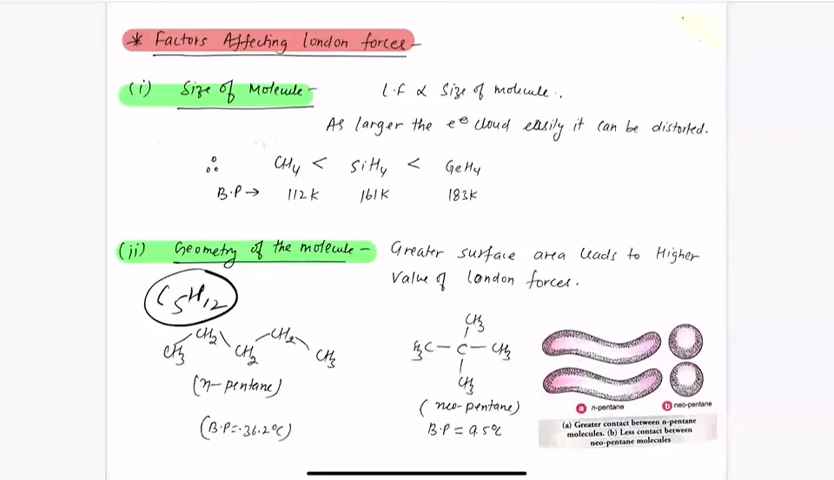 * Factors Affecting london forces -
(i) Size of Molecule - L.F ∝ Size of molecule.
As larger the e⊖ cloud easily it can be distorted.
∴ CH4 < SiH4 < GeH4
B.P → 112K 161K 183K
(ii) Geometry of the molecule - Greater surface area leads to Higher
value of london forces.
C5H12
CH3 CH2 CH2 CH2 CH3
(n-pentane)
(B.P = 36.2°C)
CH3
H3C - C - CH3
CH3
(neo-pentane)
B.P = 9.5°C
a n-pentane b neo-pentane
(a) Greater contact between n-pentane
molecules. (b) Less contact between
neo-pentane molecules